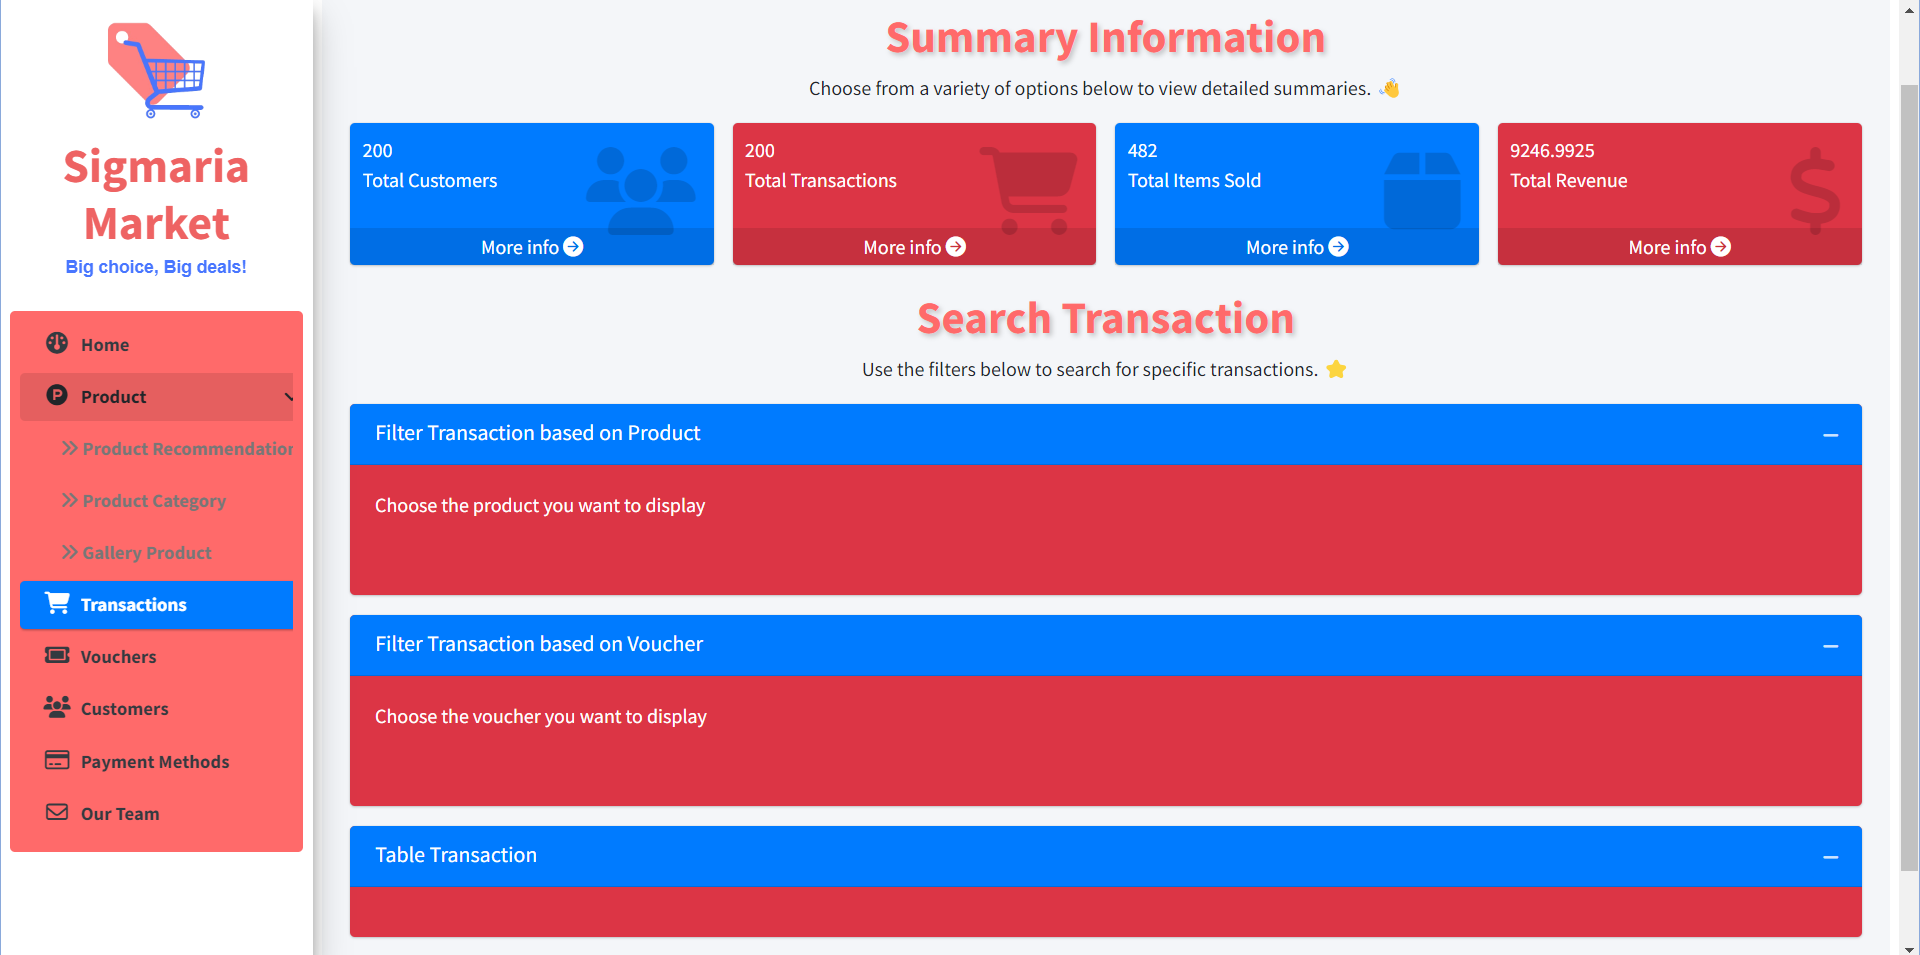 Sigmaria
Market
Big choice, Big deals!
Home
Product
Product Recommendation
Product Category
Gallery Product
Transactions
Vouchers
Customers
Payment Methods
Our Team
Summary Information
Choose from a variety of options below to view detailed summaries. 👋
200
Total Customers
More info
200
Total Transactions
More info
482
Total Items Sold
More info
9246.9925
Total Revenue
More info
Search Transaction
Use the filters below to search for specific transactions. ⭐
Filter Transaction based on Product
Choose the product you want to display
Filter Transaction based on Voucher
Choose the voucher you want to display
Table Transaction